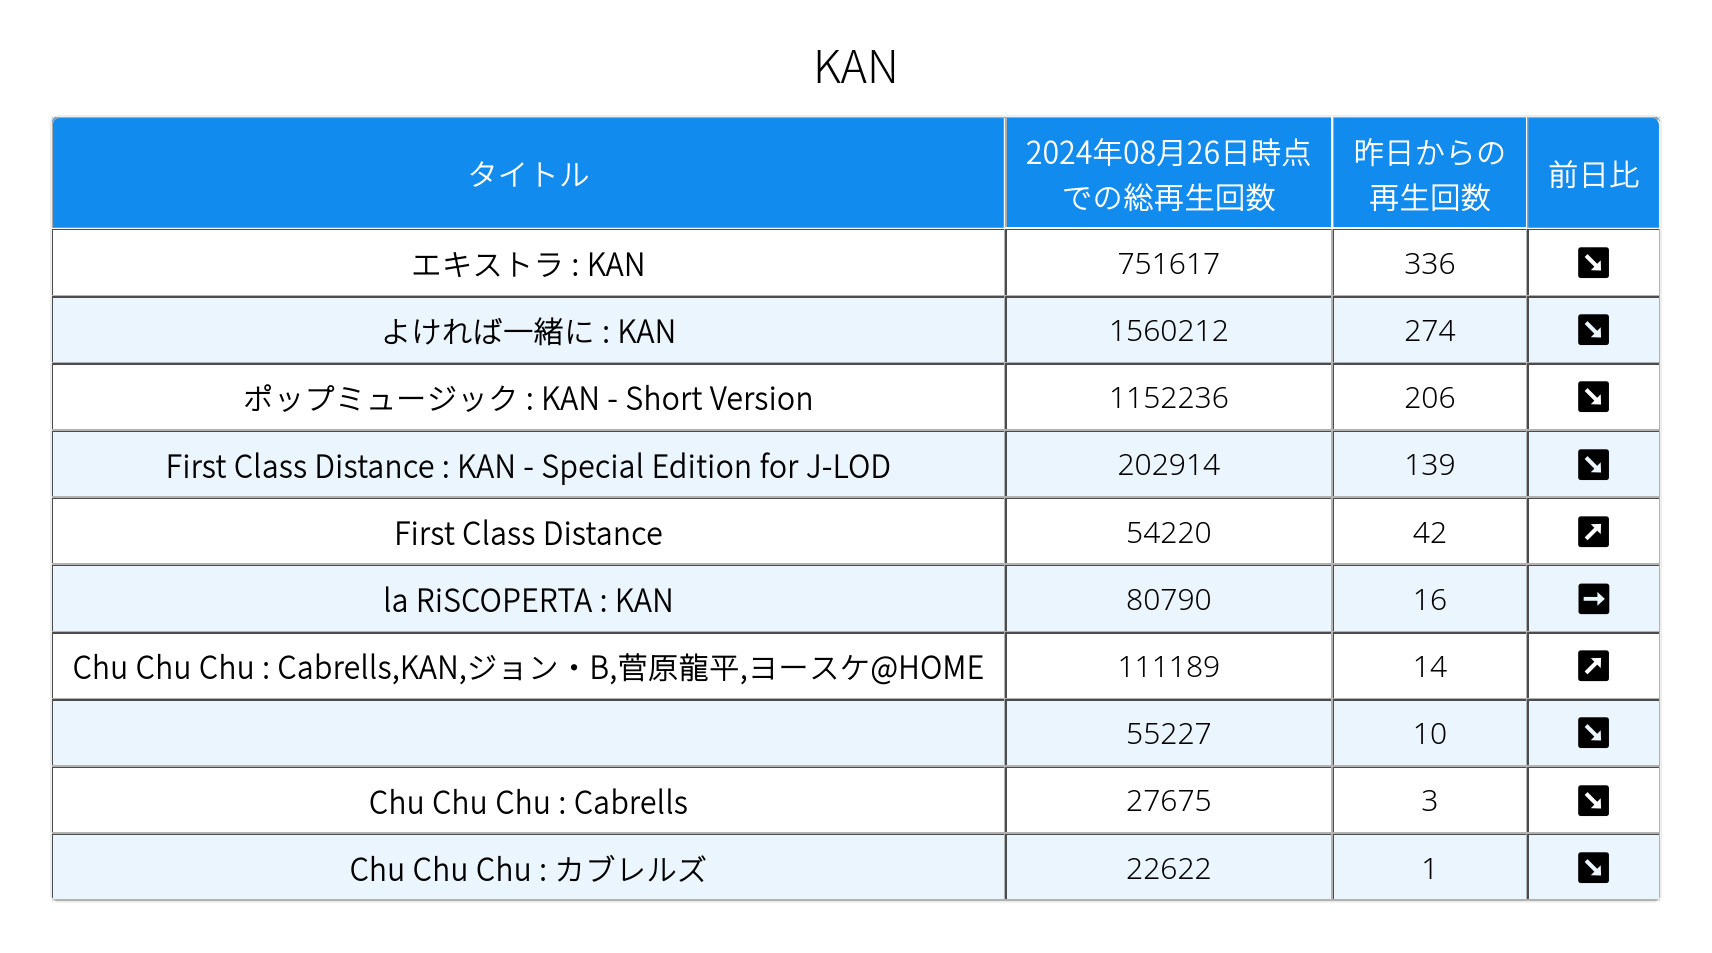 KAN
タイトル 2024年08月26日時点での総再生回数 昨日からの再生回数 前日比
エキストラ : KAN 751617 336
よければ一緒に : KAN 1560212 274
ポップミュージック : KAN - Short Version 1152236 206
First Class Distance : KAN - Special Edition for J-LOD 202914 139
First Class Distance 54220 42
la RiSCOPERTA : KAN 80790 16
Chu Chu Chu : Cabrells,KAN,ジョン・B,菅原龍平,ヨースケ@HOME 111189 14
55227 10
Chu Chu Chu : Cabrells 27675 3
Chu Chu Chu : カブレルズ 22622 1